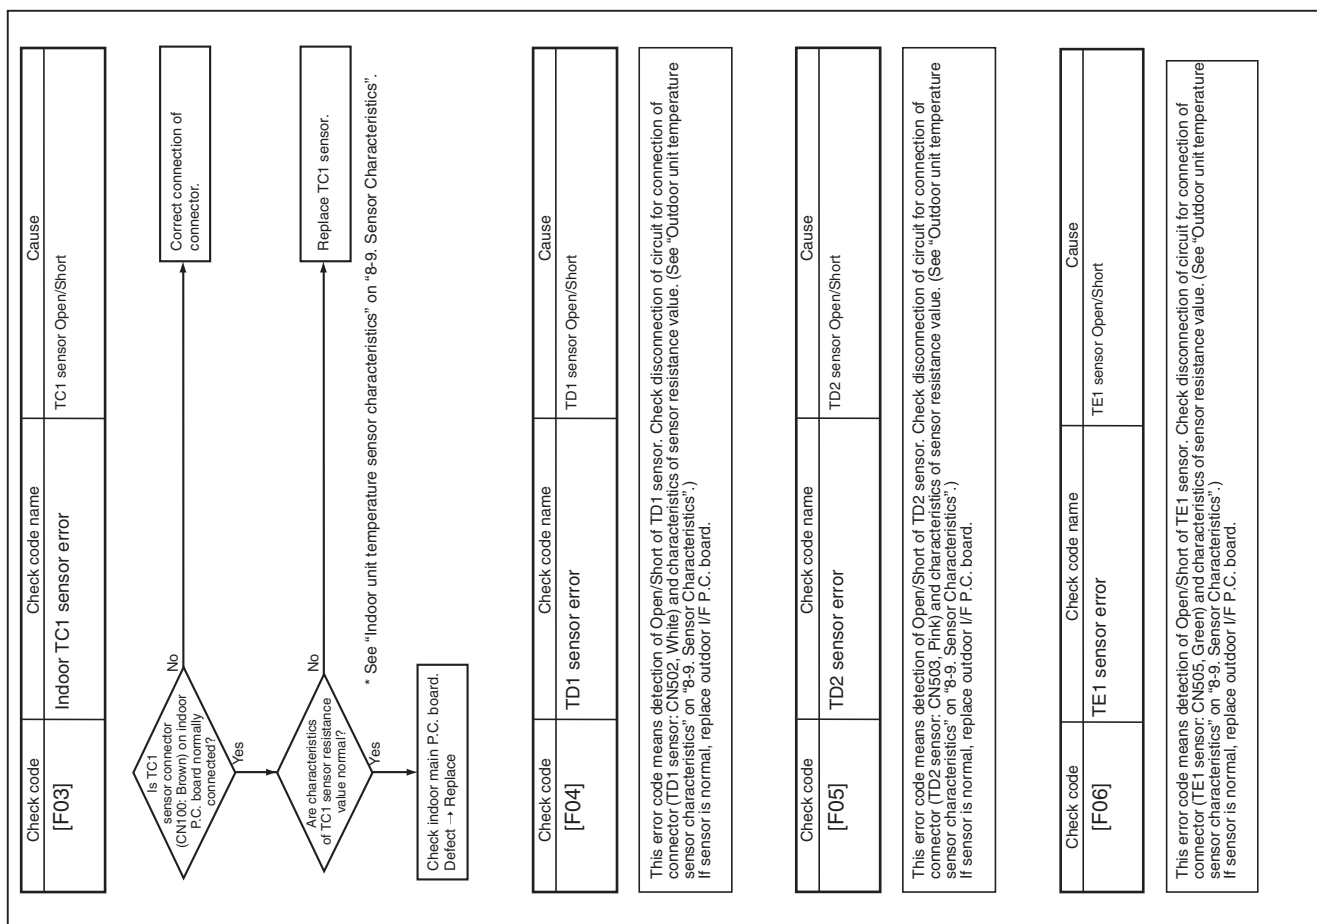 Check code
Check code name
Cause
[F03]
Indoor TC1 sensor error
TC1 sensor Open/Short
Is TC1
sensor connector
(CN100: Brown) on indoor
P.C. board normally
connected?
No
Correct connection of
connector.
Yes
Are characteristics
of TC1 sensor resistance
value normal?
No
Replace TC1 sensor.
Yes
* See “Indoor unit temperature sensor characteristics” on “8-9. Sensor Characteristics”.
Check indoor main P.C. board.
Defect → Replace
Check code
Check code name
Cause
[F04]
TD1 sensor error
TD1 sensor Open/Short
This error code means detection of Open/Short of TD1 sensor. Check disconnection of circuit for connection of
connector (TD1 sensor: CN502, White) and characteristics of sensor resistance value. (See “Outdoor unit temperature
sensor characteristics” on “8-9. Sensor Characteristics”.)
If sensor is normal, replace outdoor I/F P.C. board.
Check code
Check code name
Cause
[F05]
TD2 sensor error
TD2 sensor Open/Short
This error code means detection of Open/Short of TD2 sensor. Check disconnection of circuit for connection of
connector (TD2 sensor: CN503, Pink) and characteristics of sensor resistance value. (See “Outdoor unit temperature
sensor characteristics” on “8-9. Sensor Characteristics”.)
If sensor is normal, replace outdoor I/F P.C. board.
Check code
Check code name
Cause
[F06]
TE1 sensor error
TE1 sensor Open/Short
This error code means detection of Open/Short of TE1 sensor. Check disconnection of circuit for connection of
connector (TE1 sensor: CN505, Green) and characteristics of sensor resistance value. (See “Outdoor unit temperature
sensor characteristics” on “8-9. Sensor Characteristics”.)
If sensor is normal, replace outdoor I/F P.C. board.